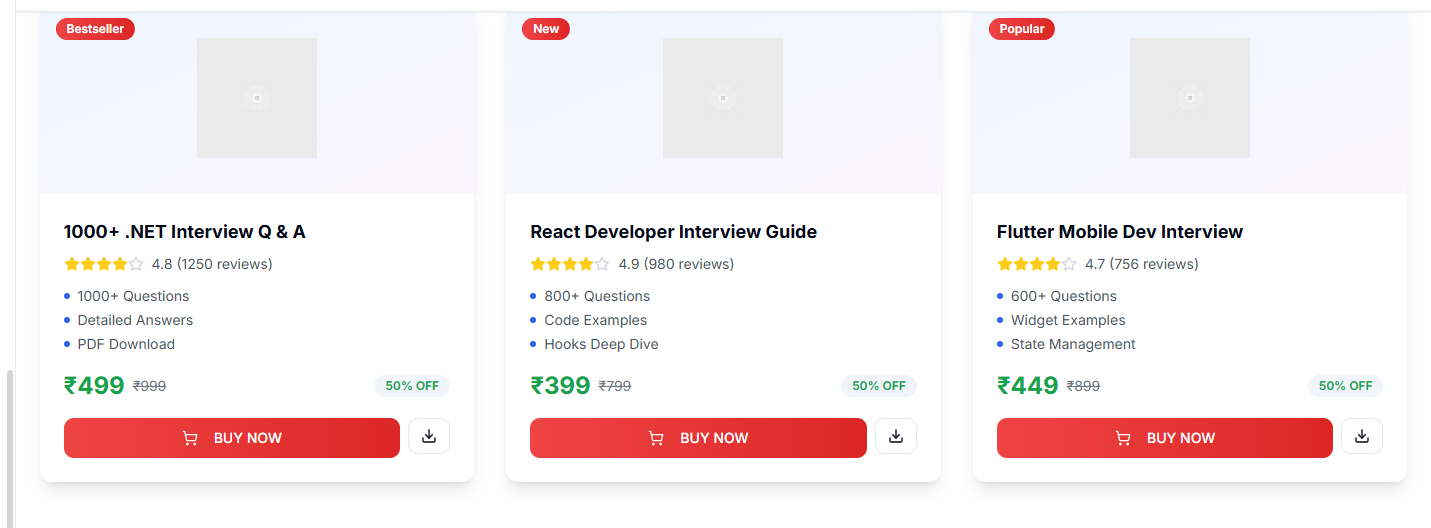 Bestseller
New
Popular
1000+ .NET Interview Q & A
4.8 (1250 reviews)
1000+ Questions
Detailed Answers
PDF Download
₹499 ₹999 50% OFF
BUY NOW
React Developer Interview Guide
4.9 (980 reviews)
800+ Questions
Code Examples
Hooks Deep Dive
₹399 ₹799 50% OFF
BUY NOW
Flutter Mobile Dev Interview
4.7 (756 reviews)
600+ Questions
Widget Examples
State Management
₹449 ₹899 50% OFF
BUY NOW